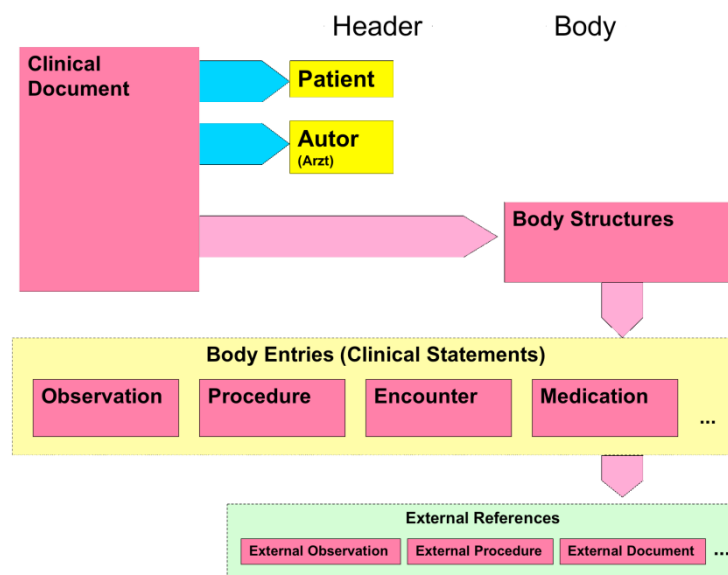 Header
Body
Clinical
Document
Patient
Autor
(Arzt)
Body Structures
Body Entries (Clinical Statements)
Observation
Procedure
Encounter
Medication
...
External References
External Observation
External Procedure
External Document
...